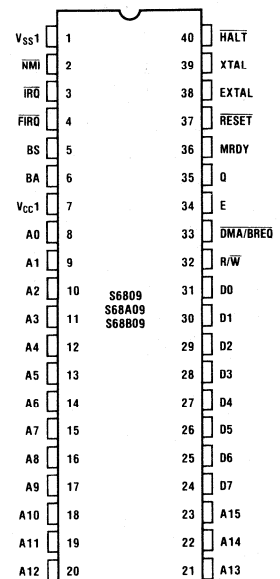 VSS1 1 40 HALT
NMI 2 39 XTAL
IRQ 3 38 EXTAL
FIRQ 4 37 RESET
BS 5 36 MRDY
BA 6 35 Q
VCC1 7 34 E
A0 8 33 DMA/BREQ
A1 9 32 R/W
A2 10 31 D0
S6809
A3 11 30 D1
S68A09
S68B09
A4 12 29 D2
A5 13 28 D3
A6 14 27 D4
A7 15 26 D5
A8 16 25 D6
A9 17 24 D7
A10 18 23 A15
A11 19 22 A14
A12 20 21 A13